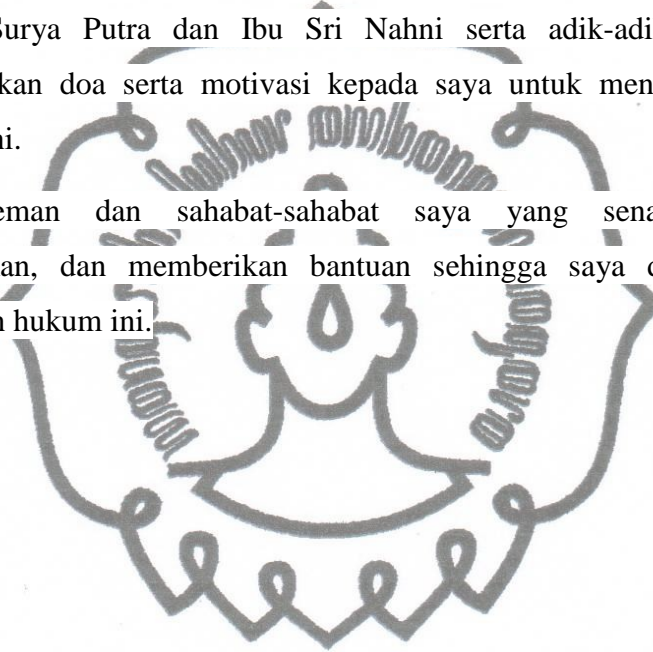 Surya Putra dan Ibu Sri Nahni serta adik-adi
kan doa serta motivasi kepada saya untuk men
ni.
eman dan sahabat-sahabat saya yang sena
an, dan memberikan bantuan sehingga saya d
n hukum ini.